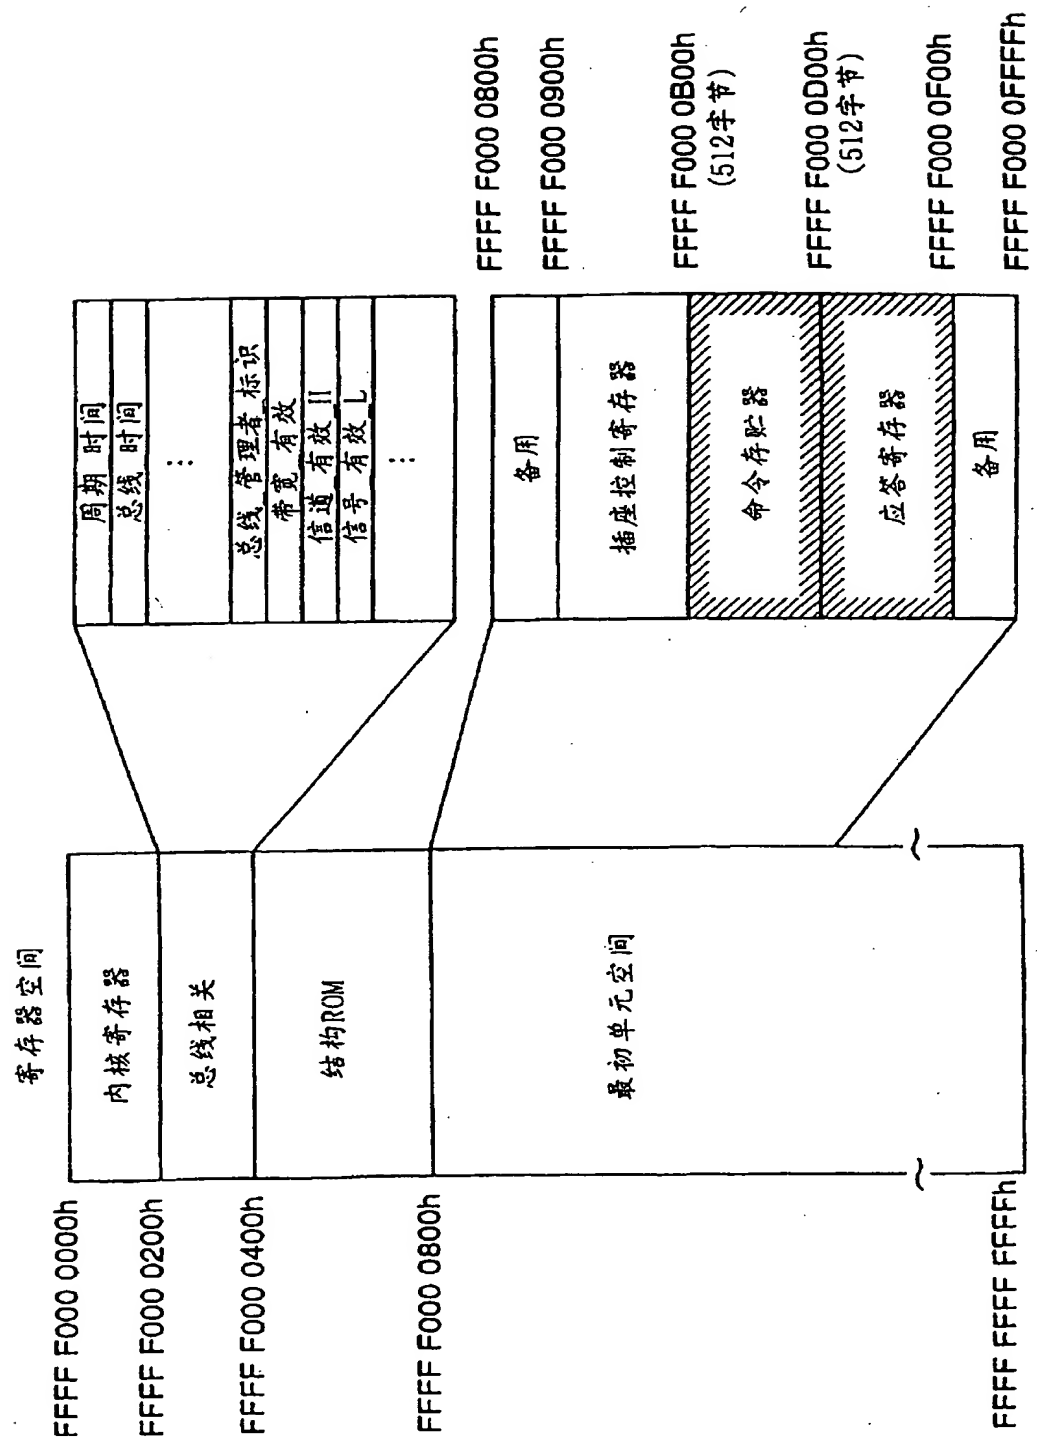 寄存器空间
FFFF F000 0000h
内核寄存器
FFFF F000 0200h
总线相关
FFFF F000 0400h
结构ROM
FFFF F000 0800h
最初单元空间
FFFF FFFF FFFFh
周期 时间
总线 时间
⋮
总线 管理者 标识
带宽 有效
信道 有效 H
信号 有效 L
⋮
FFFF F000 0800h
备用
FFFF F000 0900h
插座控制寄存器
FFFF F000 0B00h
(512字节)
命令存贮器
FFFF F000 0D00h
(512字节)
应答寄存器
FFFF F000 0F00h
备用
FFFF F000 0FFFFh